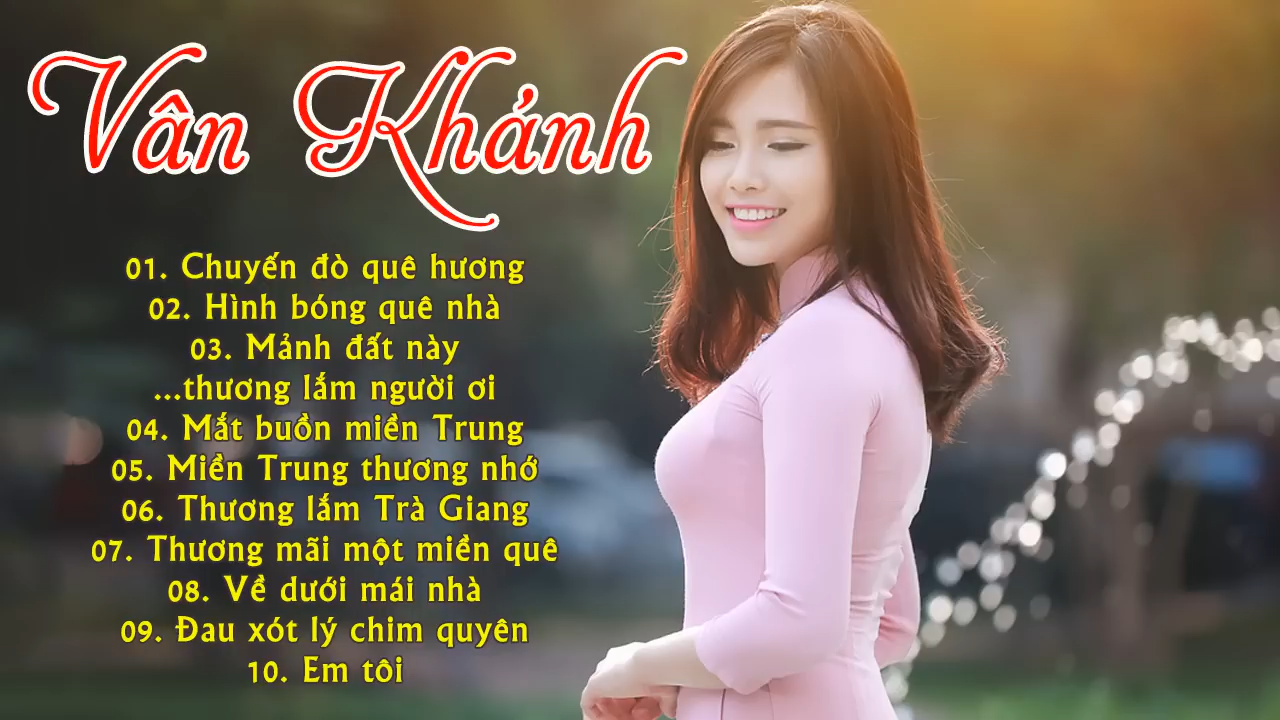 Vân Khánh
01. Chuyến đò quê hương
02. Hình bóng quê nhà
03. Mảnh đất này
...thương lắm người ơi
04. Mắt buồn miền Trung
05. Miền Trung thương nhớ
06. Thương lắm Trà Giang
07. Thương mãi một miền quê
08. Về dưới mái nhà
09. Đau xót lý chim quyên
10. Em tôi